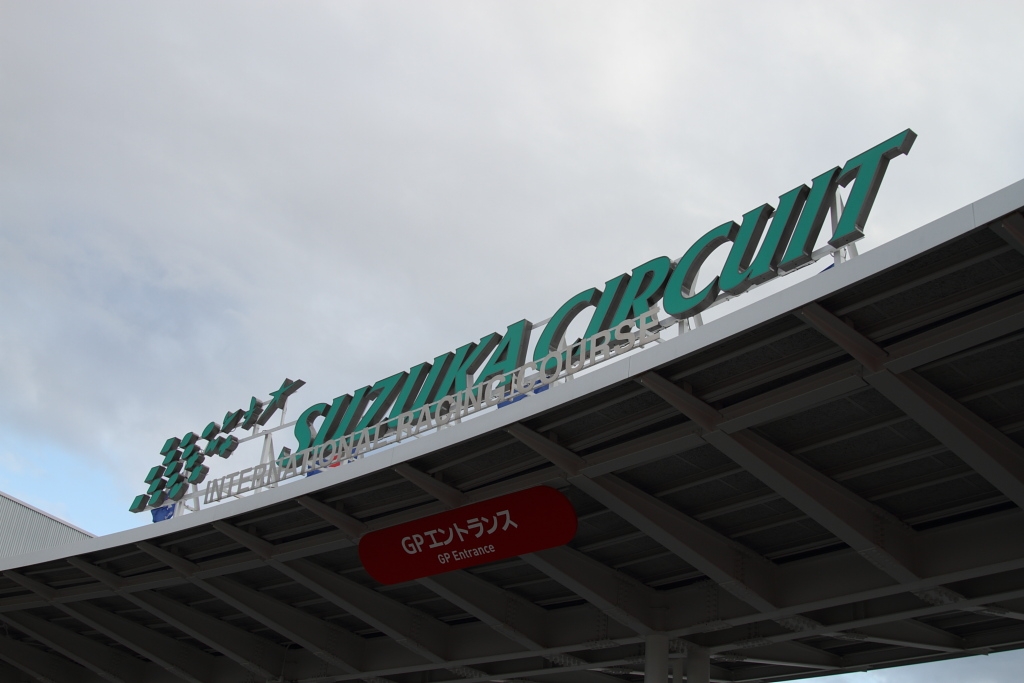 SUZUKA CIRCUIT
INTERNATIONAL RACING COURSE
GPエントランス
GP Entrance